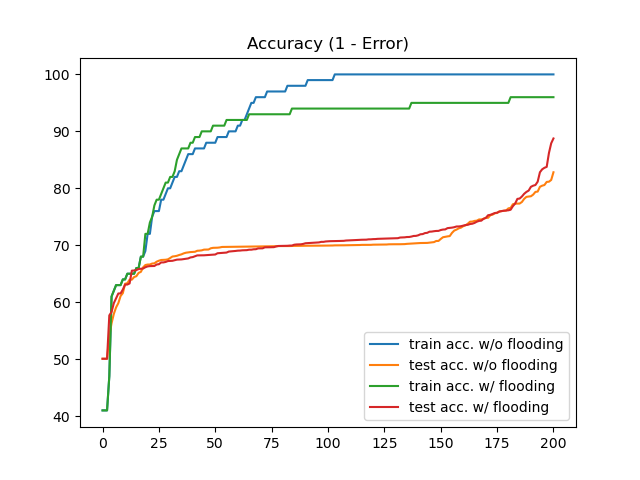 Accuracy (1 - Error)
100
90
80
70
60
50
40
train acc. w/o flooding
test acc. w/o flooding
train acc. w/ flooding
test acc. w/ flooding
0 25 50 75 100 125 150 175 200